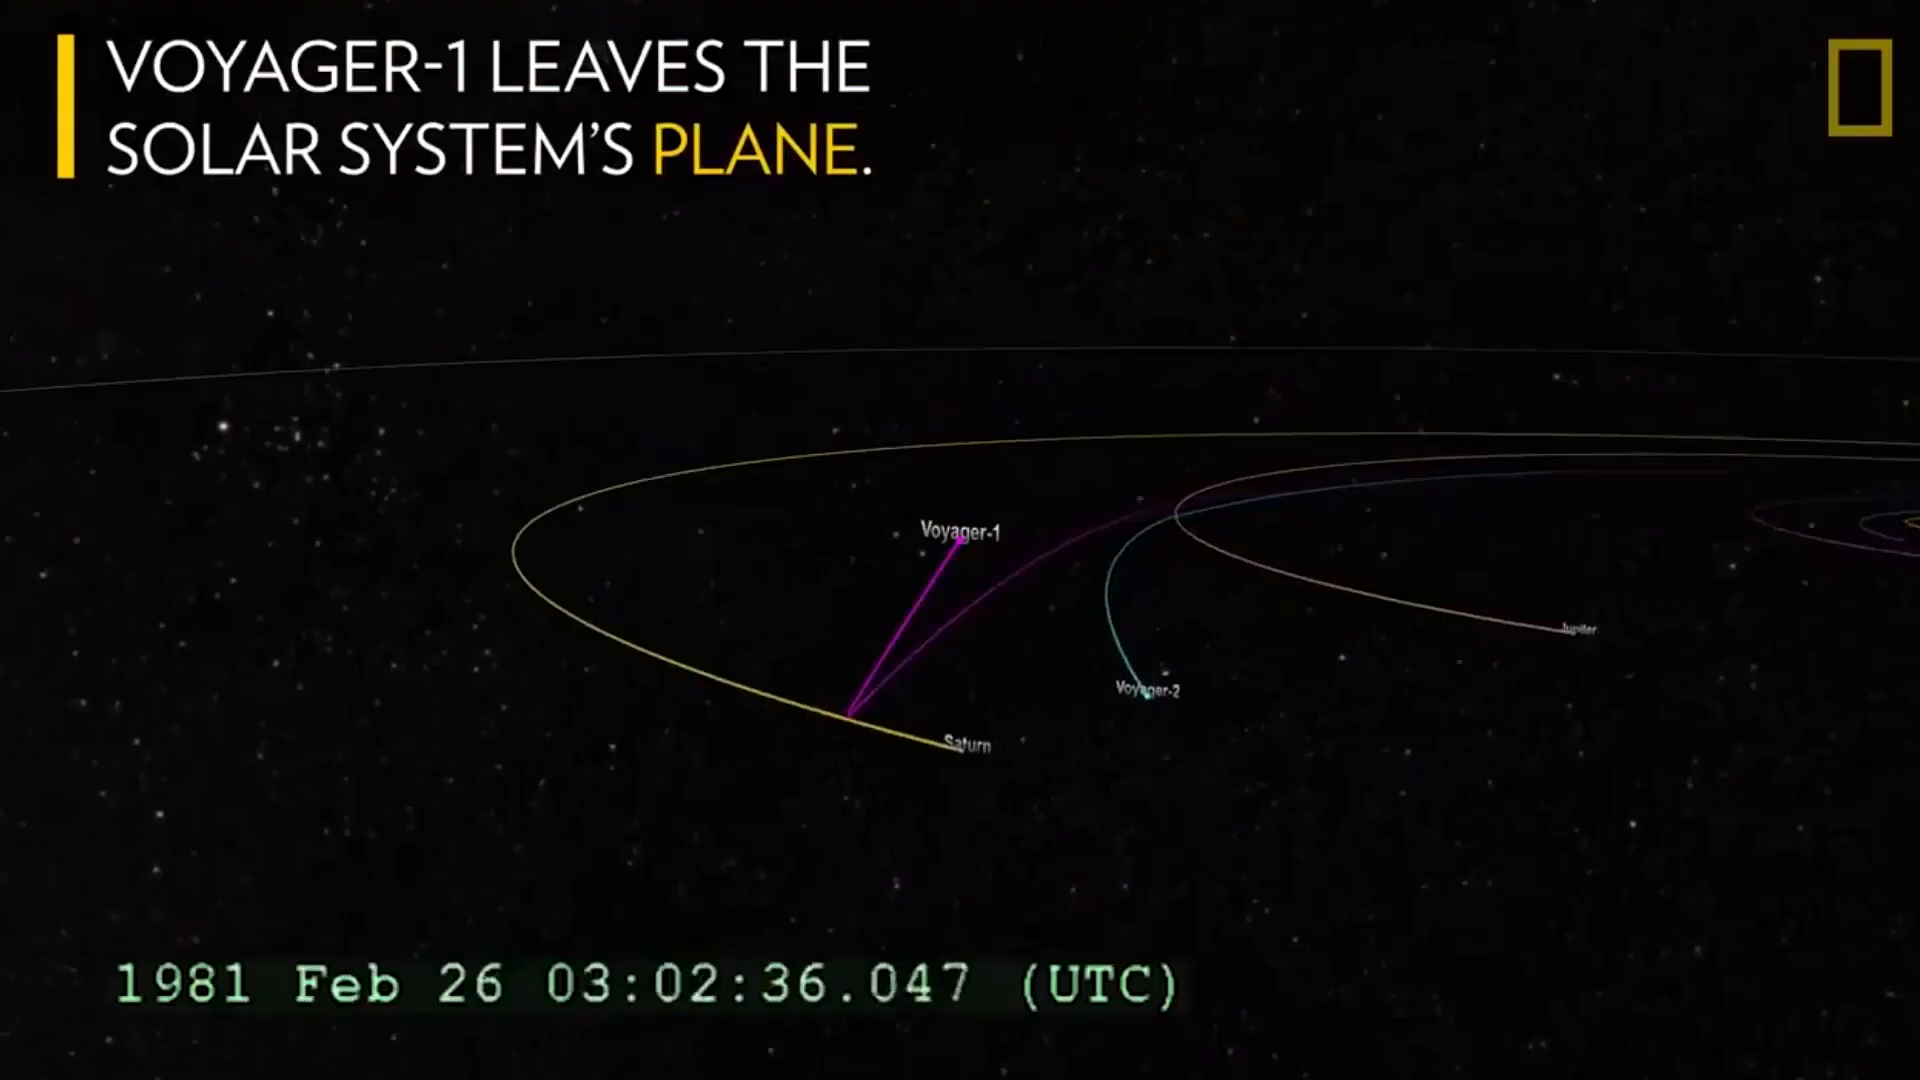 VOYAGER-1 LEAVES THE
SOLAR SYSTEM'S PLANE.
Voyager-1
Jupiter
Voyager-2
Saturn
1981 Feb 26 03:02:36.047 (UTC)